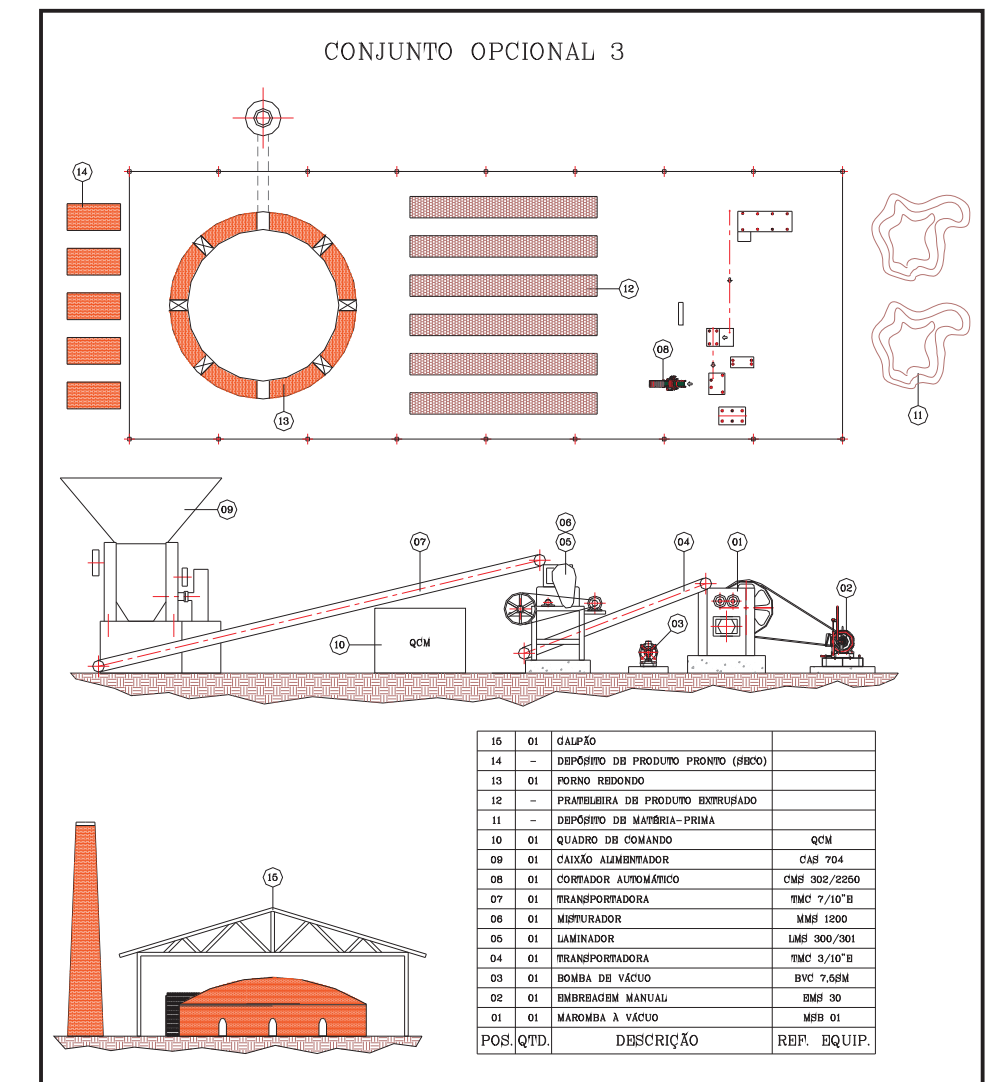 CONJUNTO OPCIONAL 3
14
12
08
13
11
09
06
07
05
04
01
02
03
10
QCM
15 01 GALPÃO
14 - DEPÓSITO DE PRODUTO PRONTO (SECO)
13 01 FORNO REDONDO
12 - PRATELEIRA DE PRODUTO EXTRUSADO
11 - DEPÓSITO DE MATÉRIA-PRIMA
10 01 QUADRO DE COMANDO QCM
09 01 CAIXÃO ALIMENTADOR CAS 704
08 01 CORTADOR AUTOMÁTICO CMS 302/2250
07 01 TRANSPORTADORA TMC 7/10"E
06 01 MISTURADOR MMS 1200
05 01 LAMINADOR LMS 300/301
04 01 TRANSPORTADORA TMC 3/10"E
03 01 BOMBA DE VÁCUO BVC 7,5SM
02 01 EMBREAGEM MANUAL EMS 30
01 01 MAROMBA À VÁCUO MSB 01
POS. QTD. DESCRIÇÃO REF. EQUIP.
15